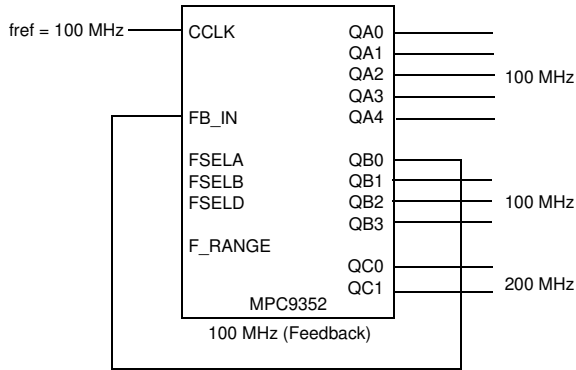 fref = 100 MHz
CCLK
QA0
QA1
QA2
100 MHz
QA3
FB_IN
QA4
FSELA
QB0
FSELB
QB1
FSELD
QB2
100 MHz
QB3
F_RANGE
QC0
QC1
200 MHz
MPC9352
100 MHz (Feedback)